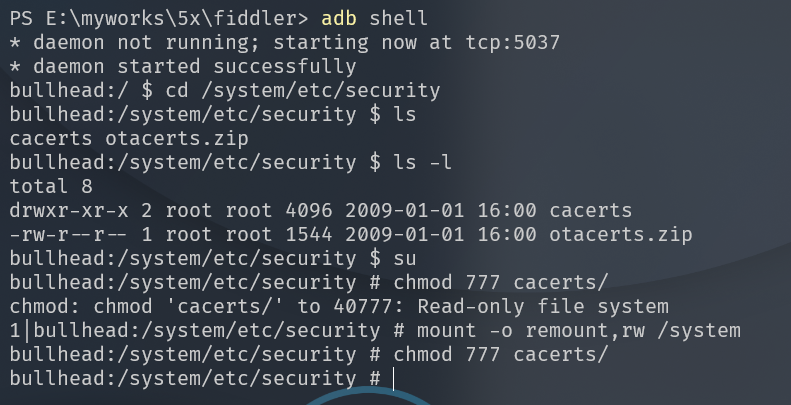 PS E:\myworks\5x\fiddler> adb shell
* daemon not running; starting now at tcp:5037
* daemon started successfully
bullhead:/ $ cd /system/etc/security
bullhead:/system/etc/security $ ls
cacerts otacerts.zip
bullhead:/system/etc/security $ ls -l
total 8
drwxr-xr-x 2 root root 4096 2009-01-01 16:00 cacerts
-rw-r--r-- 1 root root 1544 2009-01-01 16:00 otacerts.zip
bullhead:/system/etc/security $ su
bullhead:/system/etc/security # chmod 777 cacerts/
chmod: chmod 'cacerts/' to 40777: Read-only file system
1|bullhead:/system/etc/security # mount -o remount,rw /system
bullhead:/system/etc/security # chmod 777 cacerts/
bullhead:/system/etc/security #